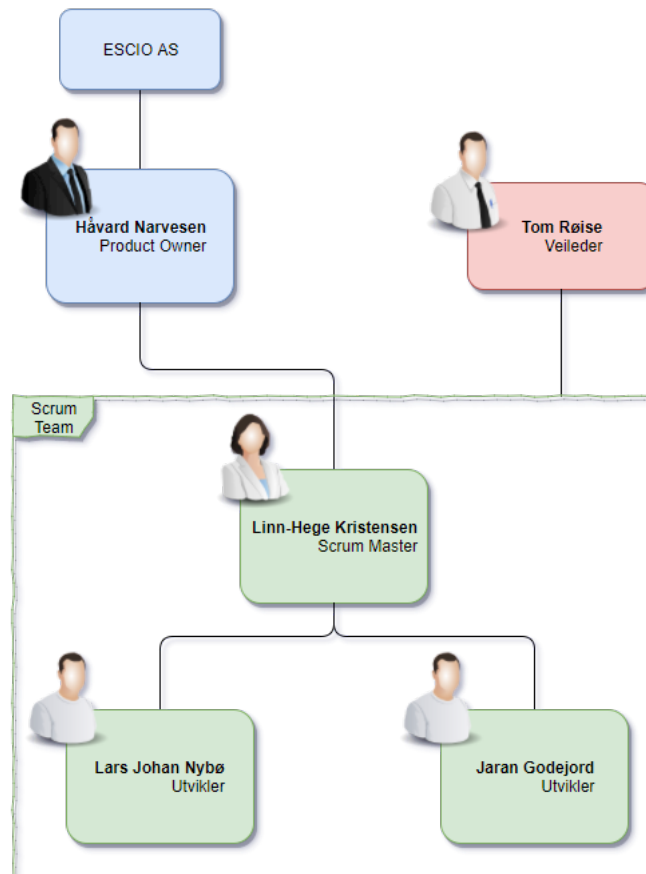 ESCIO AS
Håvard Narvesen
Product Owner
Tom Røise
Veileder
Scrum
Team
Linn-Hege Kristensen
Scrum Master
Lars Johan Nybø
Utvikler
Jaran Godejord
Utvikler